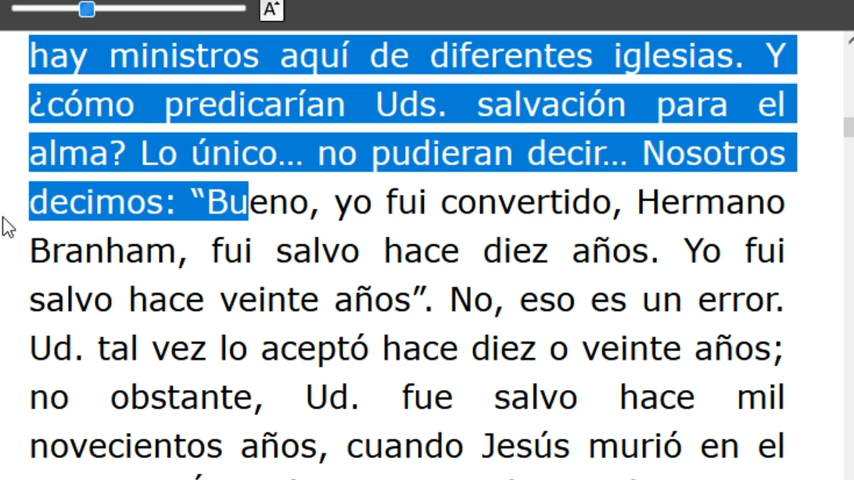 A
hay ministros aquí de diferentes iglesias. Y
¿cómo predicarían Uds. salvación para el
alma? Lo único... no pudieran decir... Nosotros
decimos: “Bueno, yo fui convertido, Hermano
Branham, fui salvo hace diez años. Yo fui
salvo hace veinte años”. No, eso es un error.
Ud. tal vez lo aceptó hace diez o veinte años;
no obstante, Ud. fue salvo hace mil
novecientos años, cuando Jesús murió en el